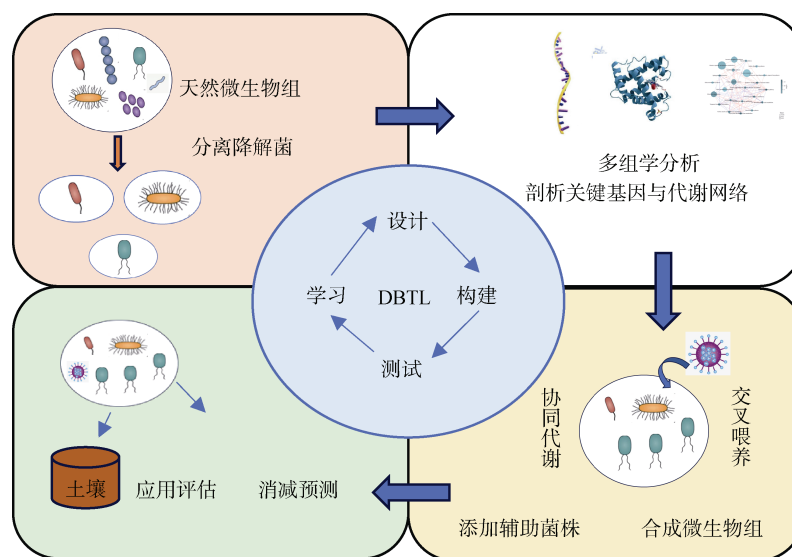 天然微生物组
分离降解菌
多组学分析
剖析关键基因与代谢网络
设计
学习
DBTL
构建
测试
协同代谢
交叉喂养
土壤
应用评估
消减预测
添加辅助菌株
合成微生物组